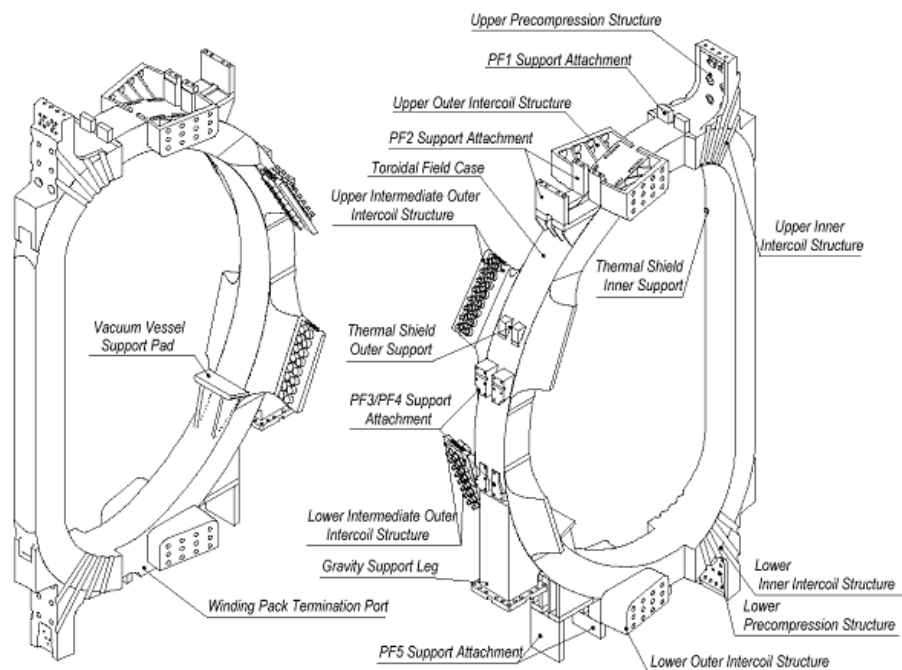 Upper Precompression Structure
PF1 Support Attachment
Upper Outer Intercoil Structure
PF2 Support Attachment
Toroidal Field Case
Upper Intermediate Outer
Intercoil Structure
Upper Inner
Intercoil Structure
Thermal Shield
Inner Support
Thermal Shield
Outer Support
Vacuum Vessel
Support Pad
PF3/PF4 Support
Attachment
Lower Intermediate Outer
Intercoil Structure
Gravity Support Leg
Lower
Inner Intercoil Structure
Lower
Precompression Structure
Winding Pack Termination Port
PF5 Support Attachment
Lower Outer Intercoil Structure